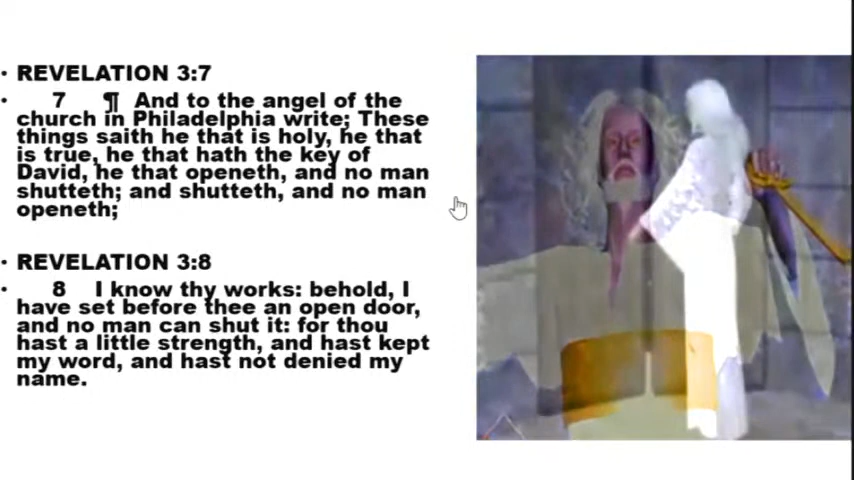 • REVELATION 3:7
• 7 ¶ And to the angel of the
church in Philadelphia write; These
things saith he that is holy, he that
is true, he that hath the key of
David, he that openeth, and no man
shutteth; and shutteth, and no man
openeth;
• REVELATION 3:8
• 8 I know thy works: behold, I
have set before thee an open door,
and no man can shut it: for thou
hast a little strength, and hast kept
my word, and hast not denied my
name.